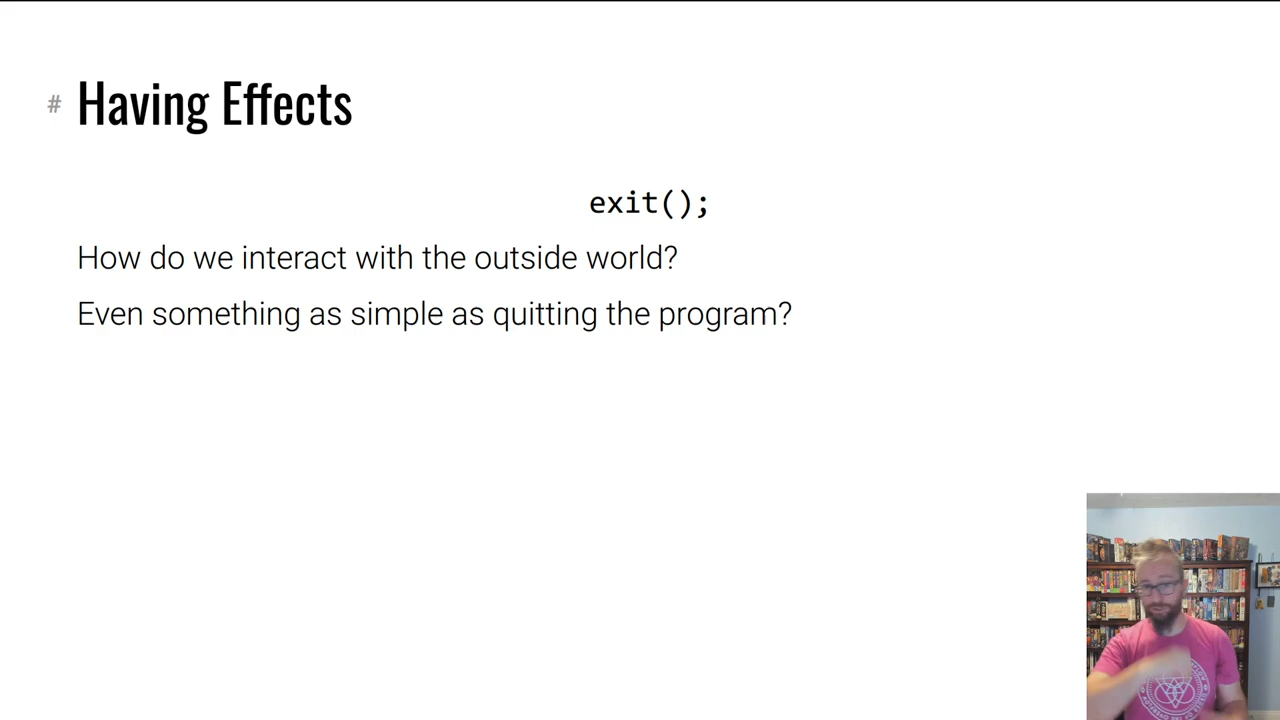 # Having Effects
exit();
How do we interact with the outside world?
Even something as simple as quitting the program?